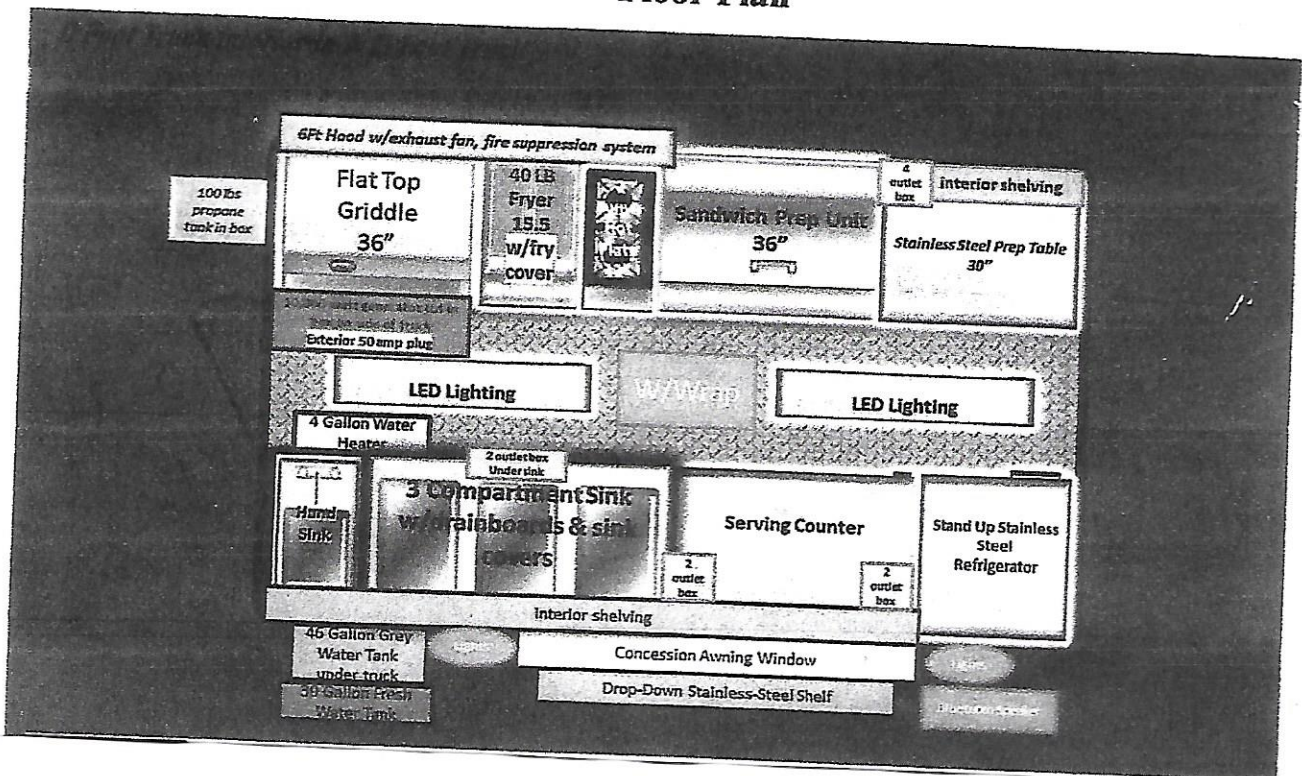 6Ft Hood w/exhaust fan, fire suppression system
100 lbs
propane
tank in box
Flat Top
Griddle
36"
40 LB
Fryer
15.5
w/fry
cover
Sandwich Prep Unit
36"
4
outlet
box
interior shelving
Stainless Steel Prep Table
30"
Exterior 50 amp plug
LED Lighting
W/Wrap
LED Lighting
4 Gallon Water
Heater
2 outlet box
Under sink
Hand
Sink
3 Compartment Sink
w/drainboards & sink
covers
2
outlet
box
Serving Counter
2
outlet
box
Stand Up Stainless
Steel
Refrigerator
Interior shelving
46 Gallon Grey
Water Tank
under truck
30 Gallon Fresh
Water Tank
Lights
Concession Awning Window
Drop-Down Stainless-Steel Shelf
Lights
Bluetooth Speaker